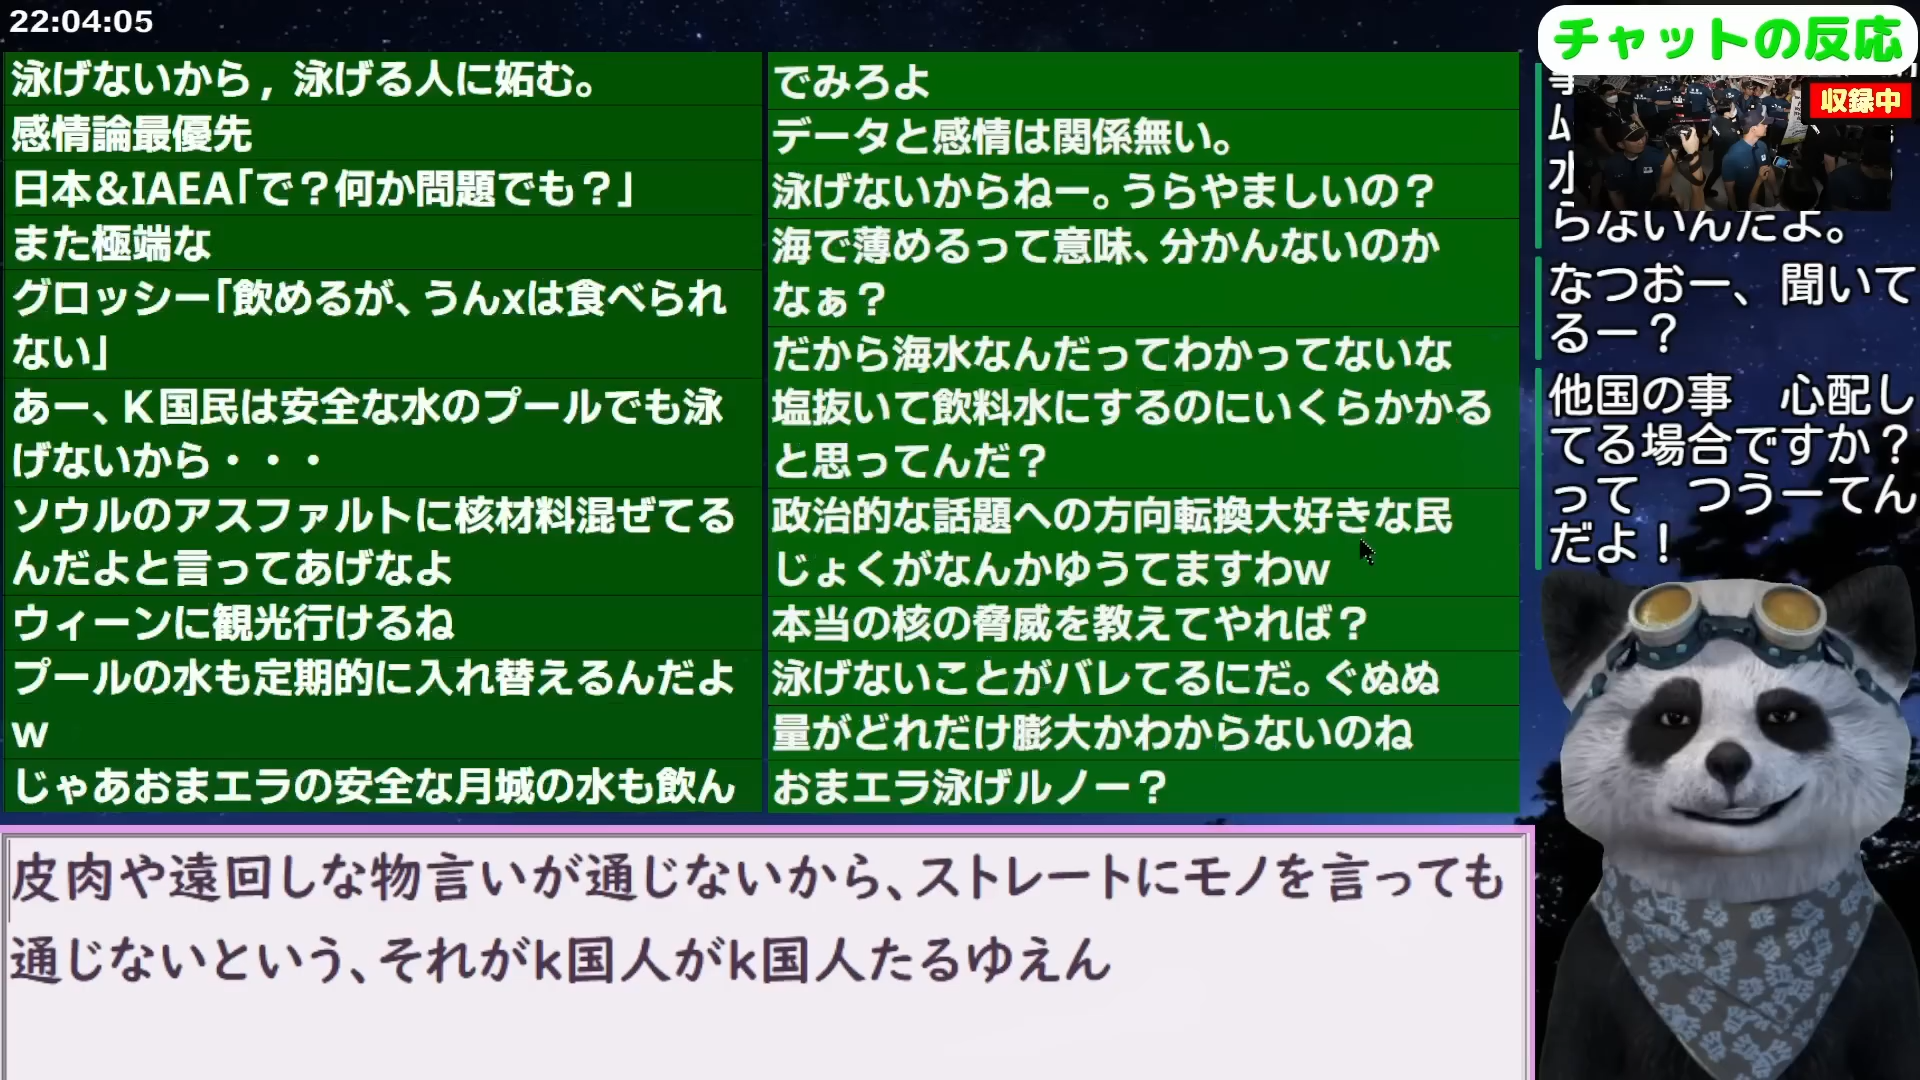 22:04:05
泳げないから, 泳げる人に妬む。
感情論最優先
日本&IAEA「で？何か問題でも？」
また極端な
グロッシー「飲めるが、うんxは食べられ
ない」
あー、K国民は安全な水のプールでも泳
げないから・・・
ソウルのアスファルトに核材料混ぜてる
んだよと言ってあげなよ
ウィーンに観光行けるね
プールの水も定期的に入れ替えるんだよ
w
じゃあおまエラの安全な月城の水も飲ん
でみろよ
データと感情は関係無い。
泳げないからねー。うらやましいの？
海で薄めるって意味、分かんないのか
なぁ？
だから海水なんだってわかってないな
塩抜いて飲料水にするのにいくらかかる
と思ってんだ？
政治的な話題への方向転換大好きな民
じょくがなんかゆうてますわw
本当の核の脅威を教えてやれば？
泳げないことがバレてるにだ。ぐぬぬ
量がどれだけ膨大かわからないのね
おまエラ泳げルノー？
チャットの反応
収録中
らないんだよ。
なつおー、聞いて
るー？
他国の事　心配し
てる場合ですか？
って　つうーてん
だよ！
皮肉や遠回しな物言いが通じないから、ストレートにモノを言っても
通じないという、それがk国人がk国人たるゆえん